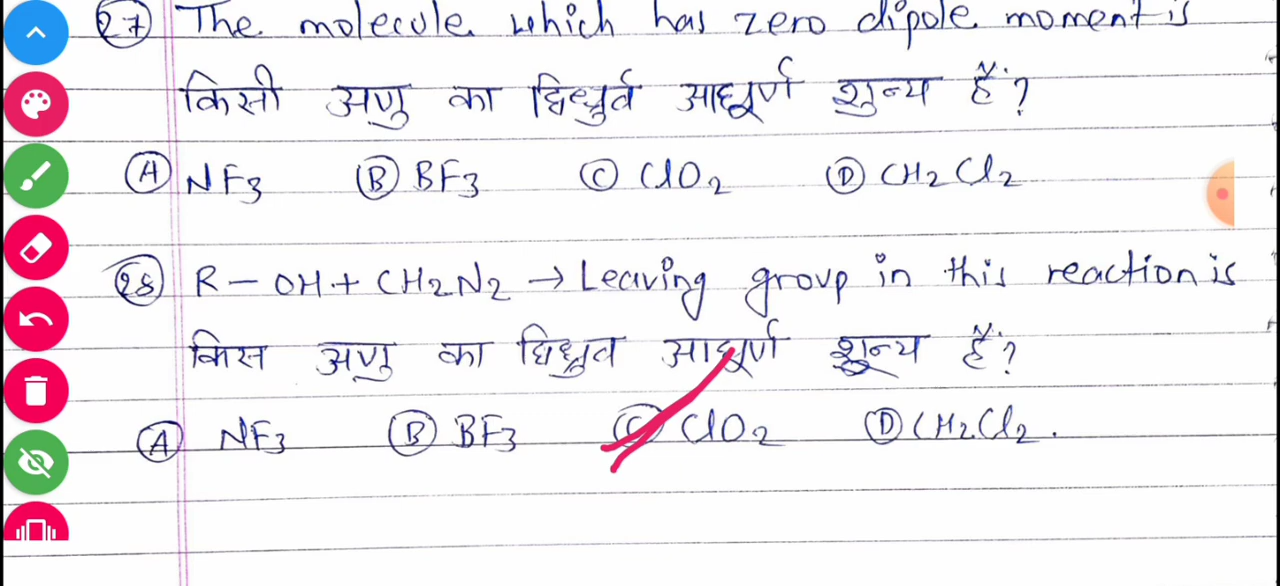 27 The molecule which has zero dipole moment is
किसी अणु का द्विध्रुर्व आघूर्ण शुन्य हैं?
A NF3 B BF3 C ClO2 D CH2Cl2
28 R-OH + CH2N2 → Leaving group in this reaction is
किस अणु का द्विध्रुव आघूर्ण शून्य हैं?
A NF3 B BF3 C ClO2 D CH2Cl2.